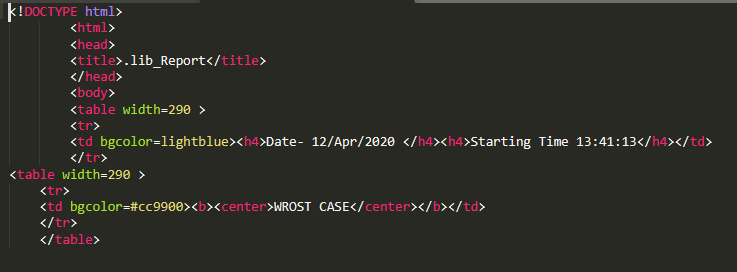 <!DOCTYPE html>
<html>
<head>
<title>.lib_Report</title>
</head>
<body>
<table width=290 >
<tr>
<td bgcolor=lightblue><h4>Date- 12/Apr/2020 </h4><h4>Starting Time 13:41:13</h4></td>
</tr>
<table width=290 >
<tr>
<td bgcolor=#cc9900><b><center>WROST CASE</center></b></td>
</tr>
</table>